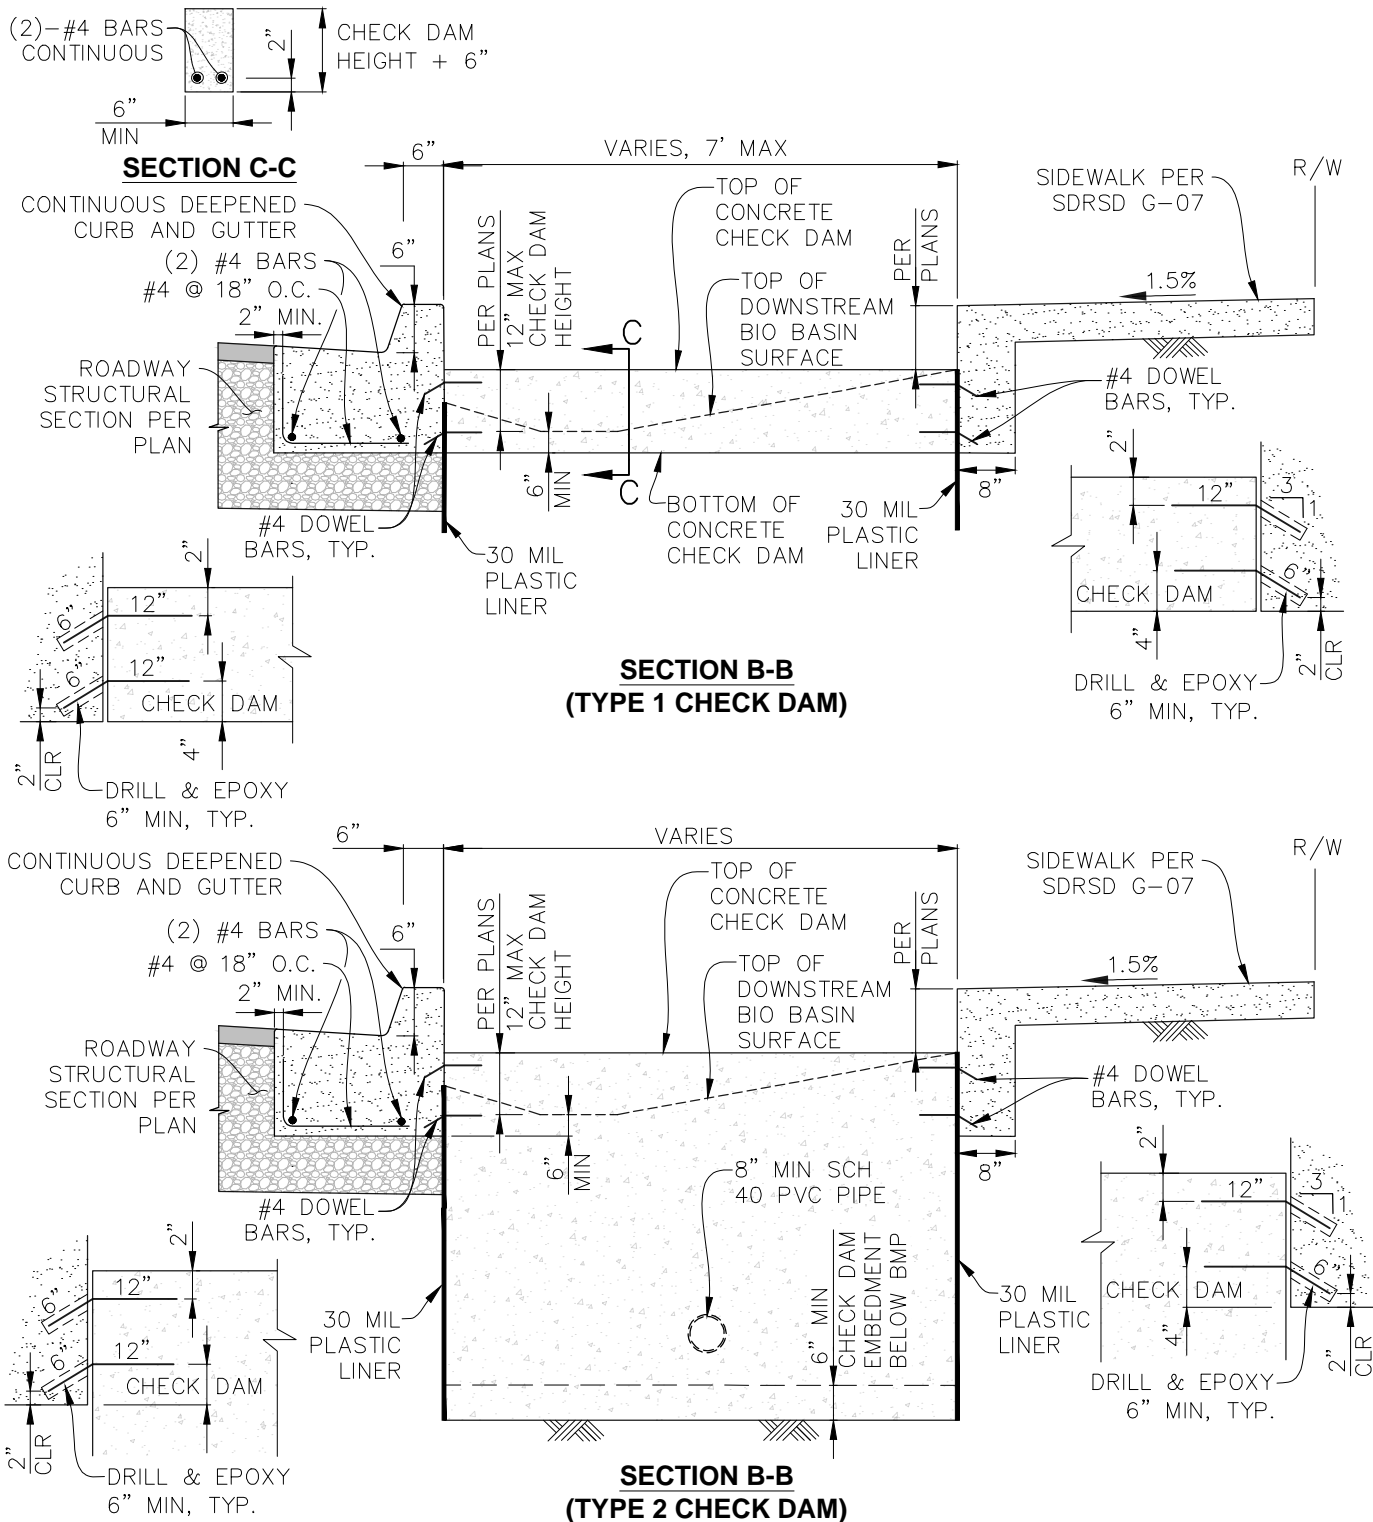 (2)-#4 BARS
CONTINUOUS
2"
CHECK DAM
HEIGHT + 6"
6"
MIN
SECTION C-C
6"
VARIES, 7' MAX
R/W
CONTINUOUS DEEPENED
CURB AND GUTTER
(2) #4 BARS
#4 @ 18" O.C.
2" MIN.
6"
PER PLANS
12" MAX
CHECK DAM
HEIGHT
TOP OF
CONCRETE
CHECK DAM
TOP OF
DOWNSTREAM
BIO BASIN
SURFACE
PER
PLANS
SIDEWALK PER
SDRSD G-07
1.5%
ROADWAY
STRUCTURAL
SECTION PER
PLAN
C
C
6"
MIN
#4 DOWEL
BARS, TYP.
#4 DOWEL
BARS, TYP.
30 MIL
PLASTIC
LINER
BOTTOM OF
CONCRETE
CHECK DAM
30 MIL
PLASTIC
LINER
8"
2"
12"
3
1
6"
CHECK DAM
4"
2"
CLR
DRILL & EPOXY
6" MIN, TYP.
2"
12"
6"
12"
6"
CHECK DAM
4"
2"
CLR
DRILL & EPOXY
6" MIN, TYP.
SECTION B-B
(TYPE 1 CHECK DAM)
6"
VARIES
R/W
CONTINUOUS DEEPENED
CURB AND GUTTER
(2) #4 BARS
#4 @ 18" O.C.
2" MIN.
6"
PER PLANS
12" MAX
CHECK DAM
HEIGHT
TOP OF
CONCRETE
CHECK DAM
TOP OF
DOWNSTREAM
BIO BASIN
SURFACE
PER
PLANS
SIDEWALK PER
SDRSD G-07
1.5%
ROADWAY
STRUCTURAL
SECTION PER
PLAN
6"
MIN
#4 DOWEL
BARS, TYP.
#4 DOWEL
BARS, TYP.
8"
8" MIN SCH
40 PVC PIPE
6" MIN
CHECK DAM
EMBEDMENT
BELOW BMP
30 MIL
PLASTIC
LINER
30 MIL
PLASTIC
LINER
2"
12"
3
1
6"
CHECK DAM
4"
2"
CLR
DRILL & EPOXY
6" MIN, TYP.
2"
12"
6"
12"
6"
CHECK DAM
4"
2"
CLR
DRILL & EPOXY
6" MIN, TYP.
SECTION B-B
(TYPE 2 CHECK DAM)